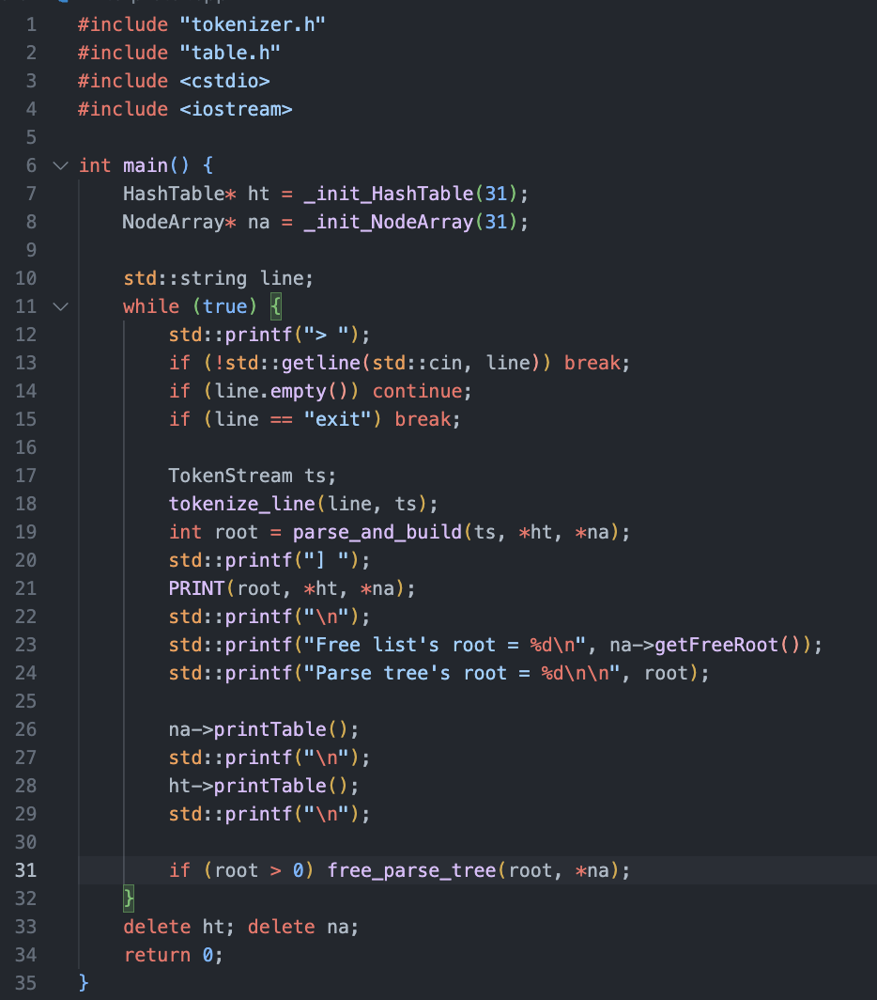 1 #include "tokenizer.h"
2 #include "table.h"
3 #include <cstdio>
4 #include <iostream>
5
6 int main() {
7     HashTable* ht = _init_HashTable(31);
8     NodeArray* na = _init_NodeArray(31);
9
10     std::string line;
11     while (true) {
12         std::printf("> ");
13         if (!std::getline(std::cin, line)) break;
14         if (line.empty()) continue;
15         if (line == "exit") break;
16
17         TokenStream ts;
18         tokenize_line(line, ts);
19         int root = parse_and_build(ts, *ht, *na);
20         std::printf("] ");
21         PRINT(root, *ht, *na);
22         std::printf("\n");
23         std::printf("Free list's root = %d\n", na->getFreeRoot());
24         std::printf("Parse tree's root = %d\n\n", root);
25
26         na->printTable();
27         std::printf("\n");
28         ht->printTable();
29         std::printf("\n");
30
31         if (root > 0) free_parse_tree(root, *na);
32     }
33     delete ht; delete na;
34     return 0;
35 }